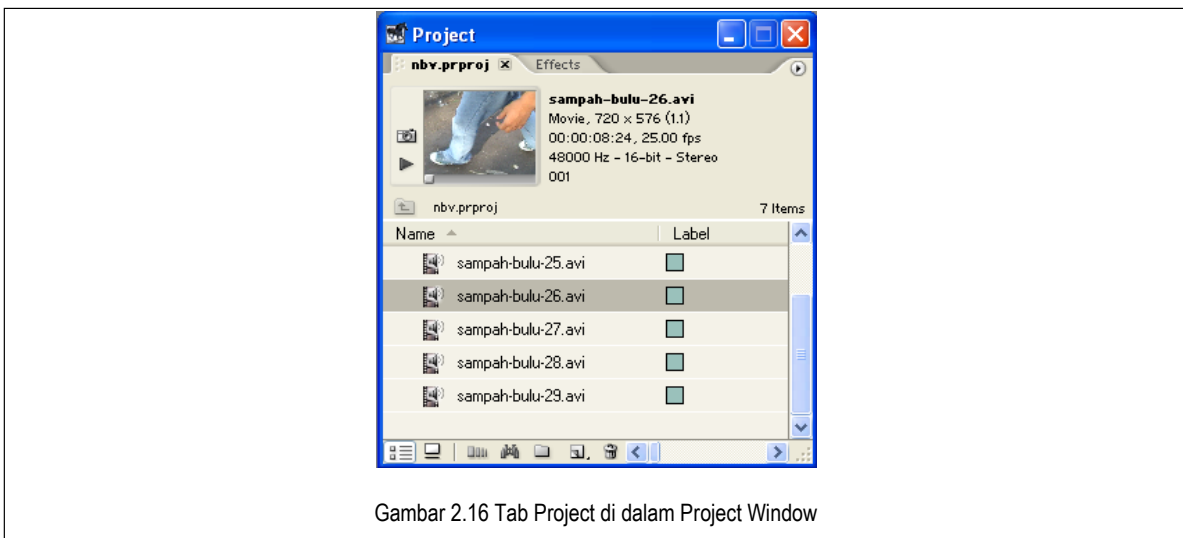 Project
nbv.prproj Effects
sampah-bulu-26.avi
Movie, 720 × 576 (1.1)
00:00:08:24, 25.00 fps
48000 Hz - 16-bit - Stereo
001
nbv.prproj 7 Items
Name Label
sampah-bulu-25.avi
sampah-bulu-26.avi
sampah-bulu-27.avi
sampah-bulu-28.avi
sampah-bulu-29.avi
Gambar 2.16 Tab Project di dalam Project Window